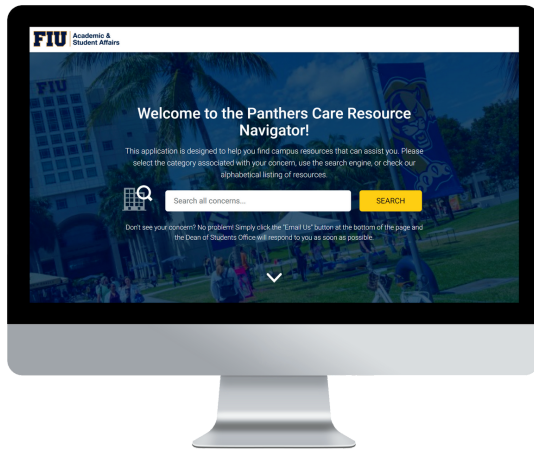 FIU Academic &
Student Affairs
FIU
Welcome to the Panthers Care Resource
Navigator!
This application is designed to help you find campus resources that can assist you. Please
select the category associated with your concern, use the search engine, or check our
alphabetical listing of resources.
Search all concerns... SEARCH
Don't see your concern? No problem! Simply click the "Email Us" button at the bottom of the page and
the Dean of Students Office will respond to you as soon as possible.